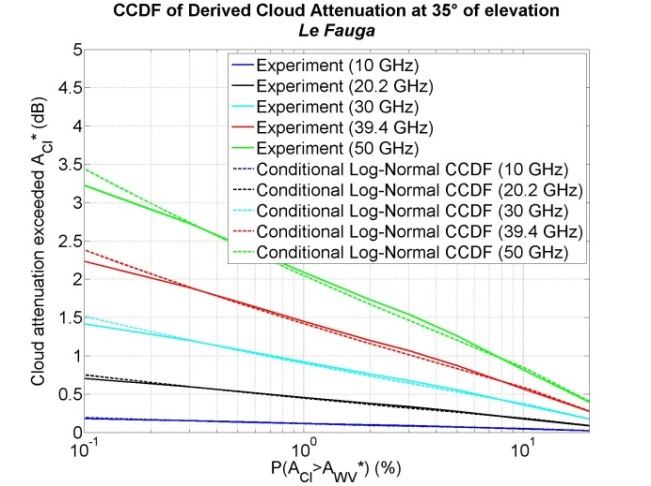 CCDF of Derived Cloud Attenuation at 35° of elevation
Le Fauga
Cloud attenuation exceeded A_Cl* (dB)
5
4.5
4
3.5
3
2.5
2
1.5
1
0.5
0
Experiment (10 GHz)
Experiment (20.2 GHz)
Experiment (30 GHz)
Experiment (39.4 GHz)
Experiment (50 GHz)
Conditional Log-Normal CCDF (10 GHz)
Conditional Log-Normal CCDF (20.2 GHz)
Conditional Log-Normal CCDF (30 GHz)
Conditional Log-Normal CCDF (39.4 GHz)
Conditional Log-Normal CCDF (50 GHz)
10^-1 10^0 10^1
P(A_Cl>A_WV*) (%)